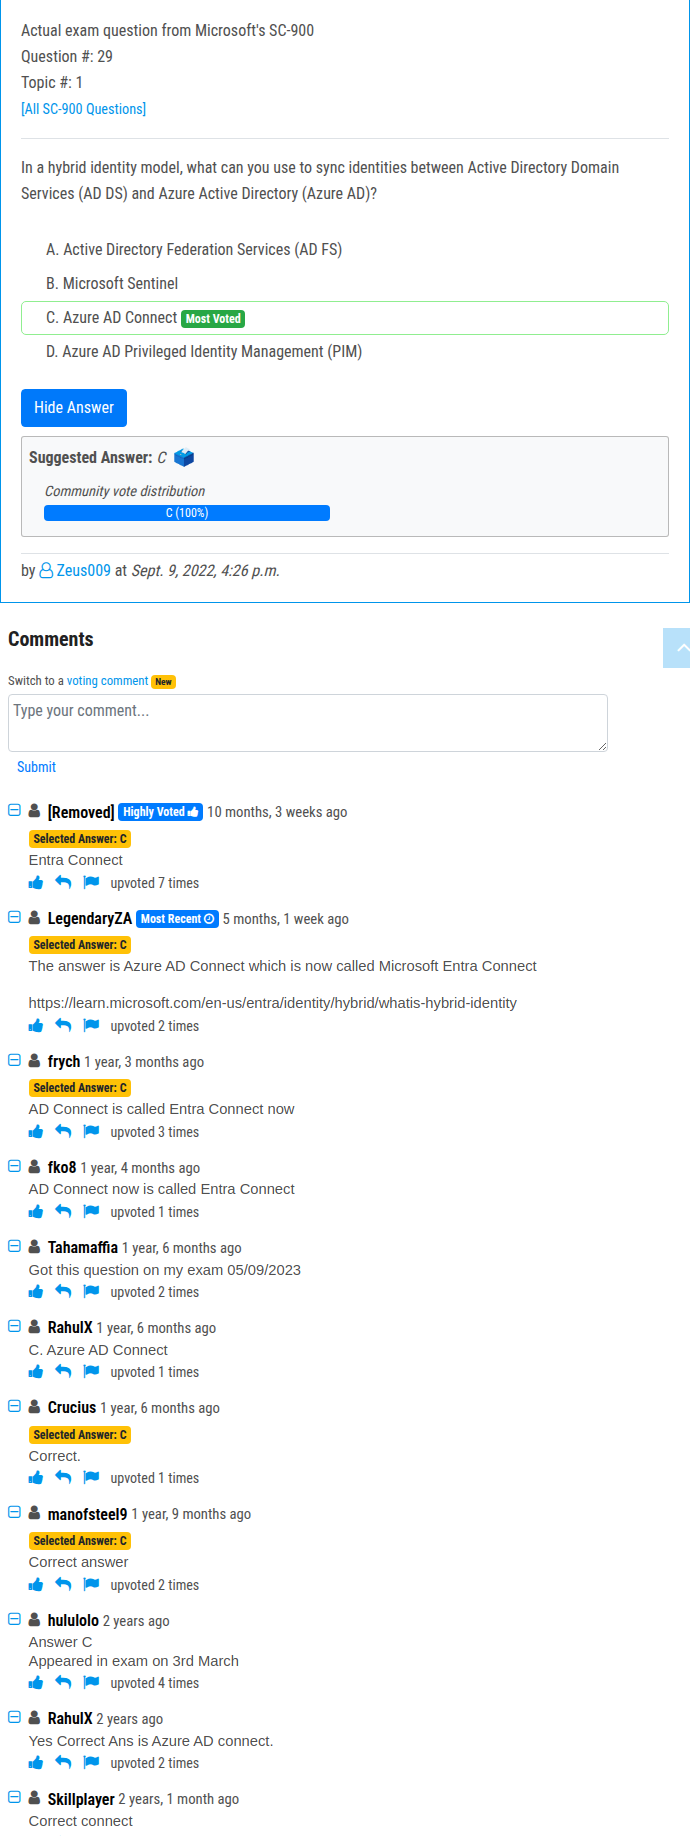 Actual exam question from Microsoft's SC-900
Question #: 29
Topic #: 1
[All SC-900 Questions]
In a hybrid identity model, what can you use to sync identities between Active Directory Domain
Services (AD DS) and Azure Active Directory (Azure AD)?
A. Active Directory Federation Services (AD FS)
B. Microsoft Sentinel
C. Azure AD Connect Most Voted
D. Azure AD Privileged Identity Management (PIM)
Hide Answer
Suggested Answer: C
Community vote distribution
C (100%)
by Zeus009 at Sept. 9, 2022, 4:26 p.m.
Comments
Switch to a voting comment New
Type your comment...
Submit
[Removed] Highly Voted 10 months, 3 weeks ago
Selected Answer: C
Entra Connect
upvoted 7 times
LegendaryZA Most Recent 5 months, 1 week ago
Selected Answer: C
The answer is Azure AD Connect which is now called Microsoft Entra Connect
https://learn.microsoft.com/en-us/entra/identity/hybrid/whatis-hybrid-identity
upvoted 2 times
frych 1 year, 3 months ago
Selected Answer: C
AD Connect is called Entra Connect now
upvoted 3 times
fko8 1 year, 4 months ago
AD Connect now is called Entra Connect
upvoted 1 times
Tahamaffia 1 year, 6 months ago
Got this question on my exam 05/09/2023
upvoted 2 times
RahulX 1 year, 6 months ago
C. Azure AD Connect
upvoted 1 times
Crucius 1 year, 6 months ago
Selected Answer: C
Correct.
upvoted 1 times
manofsteel9 1 year, 9 months ago
Selected Answer: C
Correct answer
upvoted 2 times
hululolo 2 years ago
Answer C
Appeared in exam on 3rd March
upvoted 4 times
RahulX 2 years ago
Yes Correct Ans is Azure AD connect.
upvoted 2 times
Skillplayer 2 years, 1 month ago
Correct connect